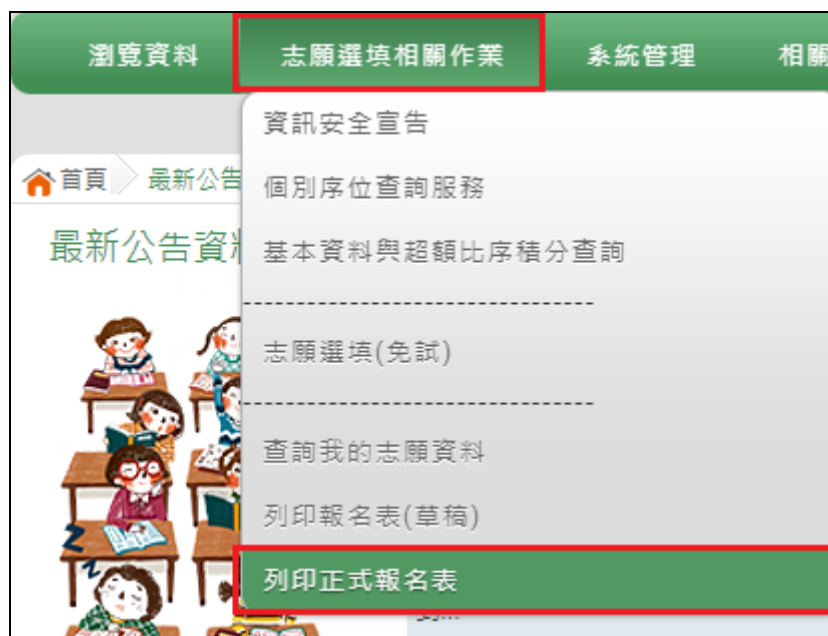 瀏覽資料 志願選填相關作業 系統管理 相關
資訊安全宣告
首頁 最新公告
個別序位查詢服務
最新公告資料
基本資料與超額比序積分查詢
---------------------------------
志願選填(免試)
---------------------------------
查詢我的志願資料
列印報名表(草稿)
列印正式報名表